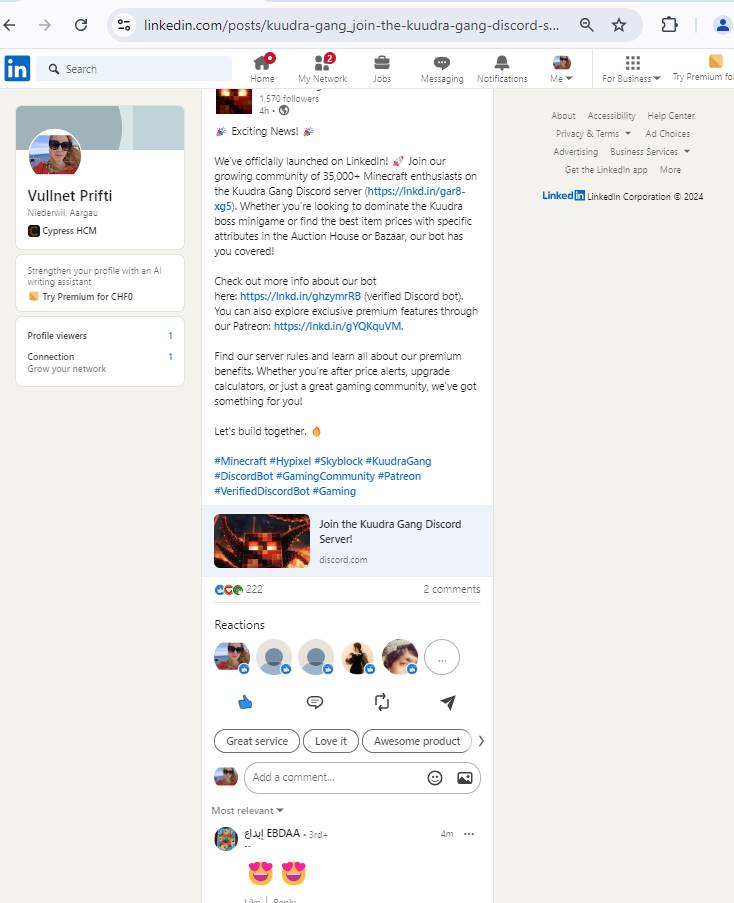 linkedin.com/posts/kuudra-gang_join-the-kuudra-gang-discord-s...
in
Search
Home
2
My Network
Jobs
Messaging
Notifications
Me
For Business
Try Premium fo
Vullnet Prifti
Niederwil, Aargau
Cypress HCM
Strengthen your profile with an AI
writing assistant
Try Premium for CHF0
Profile viewers 1
Connection 1
Grow your network
1,570 followers
4h •
🎉 Exciting News! 🎉
We've officially launched on LinkedIn! 🚀 Join our
growing community of 35,000+ Minecraft enthusiasts on
the Kuudra Gang Discord server (https://lnkd.in/gar8-
xg5). Whether you're looking to dominate the Kuudra
boss minigame or find the best item prices with specific
attributes in the Auction House or Bazaar, our bot has
you covered!
Check out more info about our bot
here: https://lnkd.in/ghzymrRB (verified Discord bot).
You can also explore exclusive premium features through
our Patreon: https://lnkd.in/gYQKquVM.
Find our server rules and learn all about our premium
benefits. Whether you're after price alerts, upgrade
calculators, or just a great gaming community, we've got
something for you!
Let's build together. 🔥
#Minecraft #Hypixel #Skyblock #KuudraGang
#DiscordBot #GamingCommunity #Patreon
#VerifiedDiscordBot #Gaming
Join the Kuudra Gang Discord
Server!
discord.com
222
2 comments
Reactions
...
Great service
Love it
Awesome product
Add a comment...
Most relevant
إبداع EBDAA • 3rd+
4m
--
😍 😍
Like | Reply
About Accessibility Help Center
Privacy & Terms Ad Choices
Advertising Business Services
Get the LinkedIn app More
LinkedIn LinkedIn Corporation © 2024